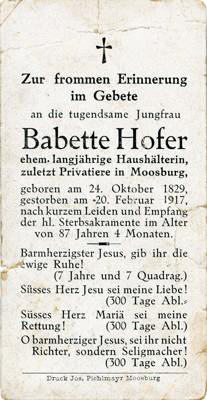 Zur frommen Erinnerung
im Gebete
an die tugendsame Jungfrau
Babette Hofer
ehem. langjährige Haushälterin,
zuletzt Privatiere in Moosburg,
geboren am 24. Oktober 1829,
gestorben am 20. Februar 1917,
nach kurzem Leiden und Empfang
der hl. Sterbsakramente im Alter
von 87 Jahren 4 Monaten.
Barmherzigster Jesus, gib ihr die
ewige Ruhe!
(7 Jahre und 7 Quadrag.)
Süsses Herz Jesu sei meine Liebe!
(300 Tage Abl.)
Süsses Herz Mariä sei meine
Rettung! (300 Tage Abl.)
O barmherziger Jesus, sei ihr nicht
Richter, sondern Seligmacher!
(300 Tage Abl.)
Druck Jos. Pichlmayr Moosburg